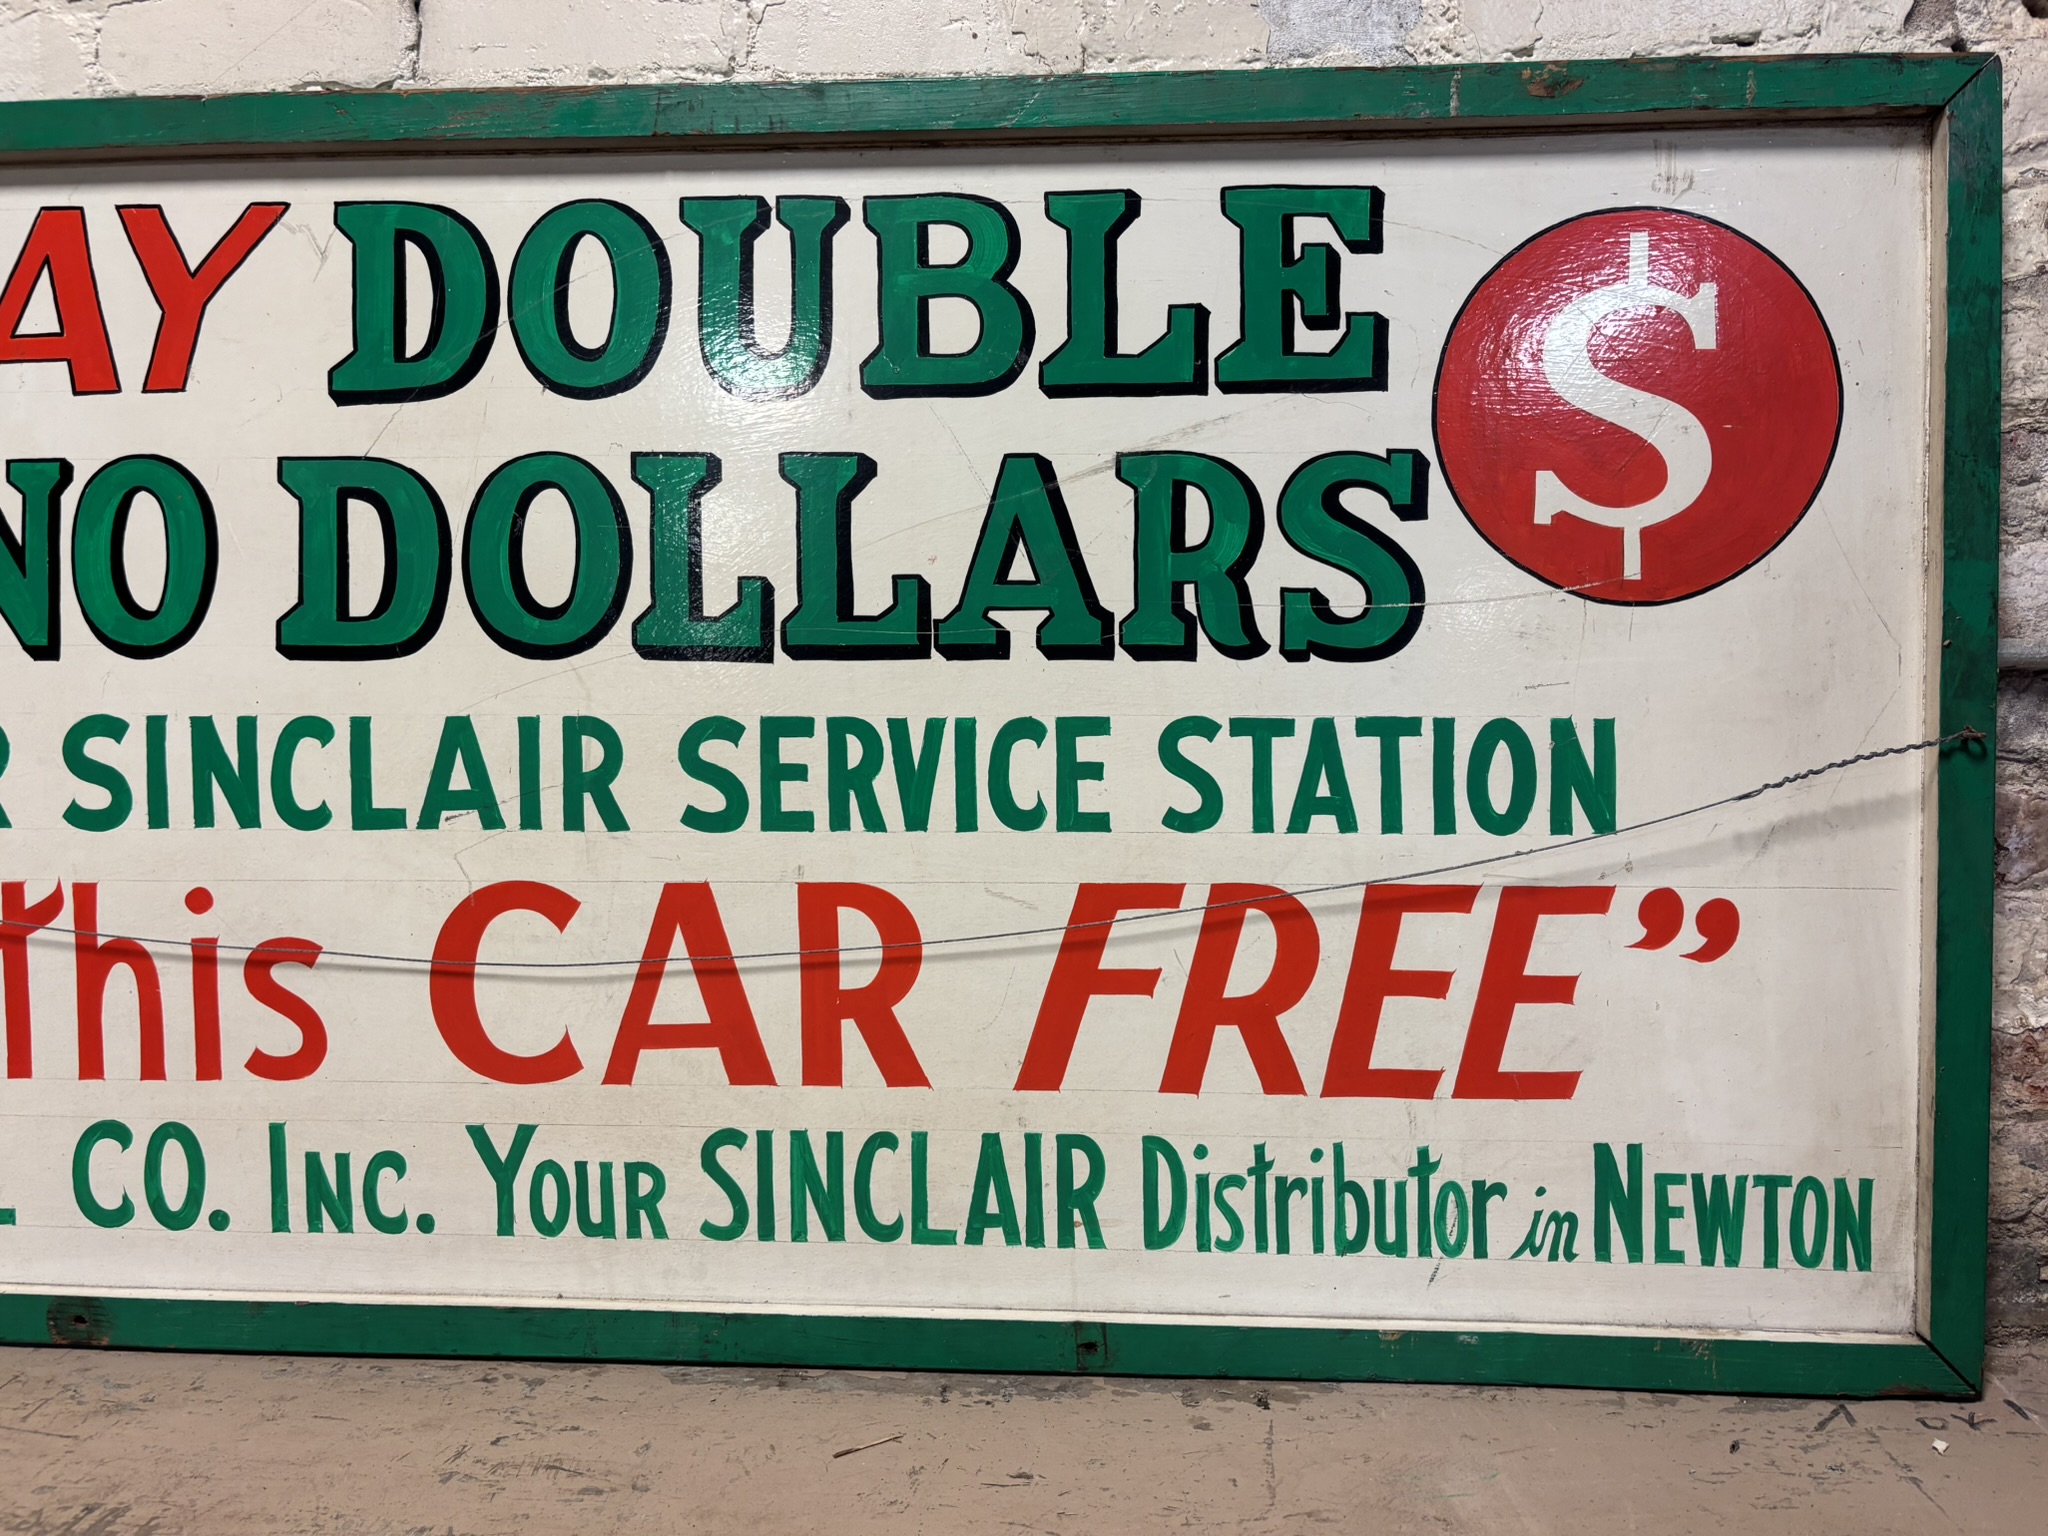 AY DOUBLE $
NO DOLLARS
R SINCLAIR SERVICE STATION
this CAR FREE”
L CO. INC. YOUR SINCLAIR Distributor in NEWTON